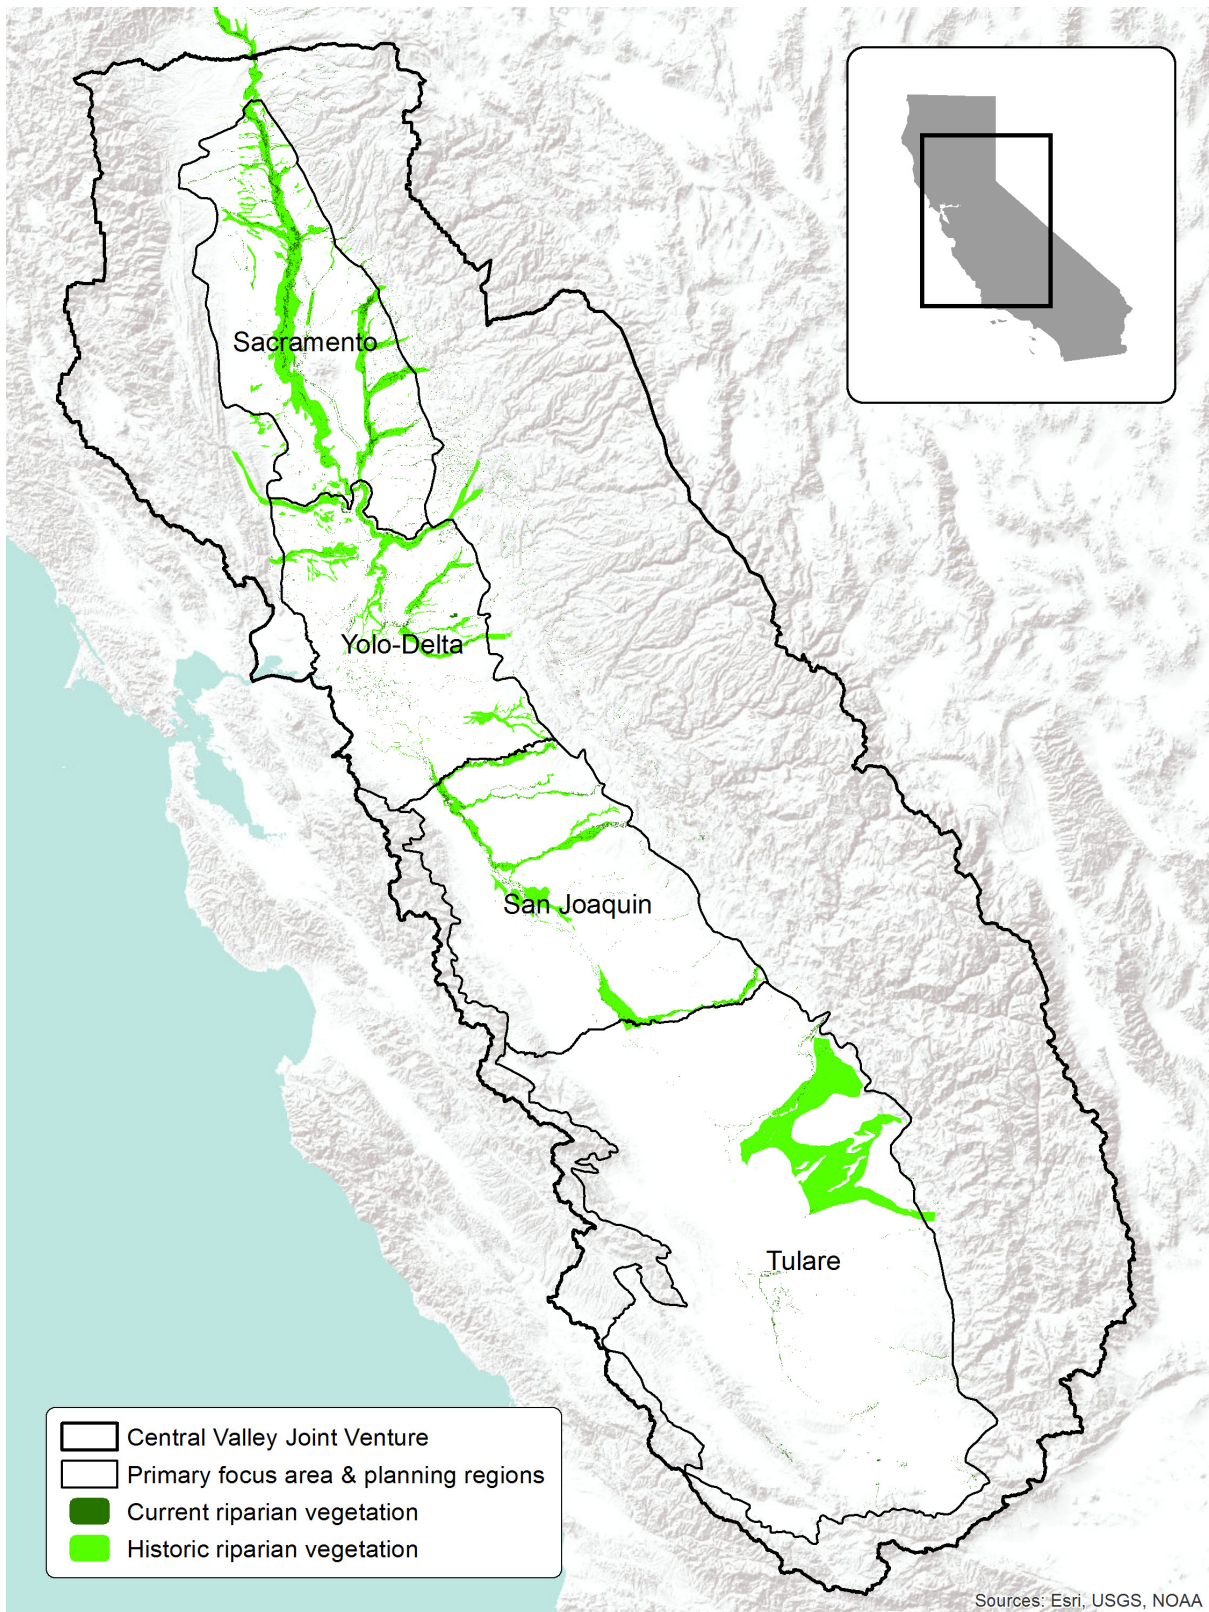 Sacramento
Yolo-Delta
San Joaquin
Tulare
Central Valley Joint Venture
Primary focus area & planning regions
Current riparian vegetation
Historic riparian vegetation
Sources: Esri, USGS, NOAA